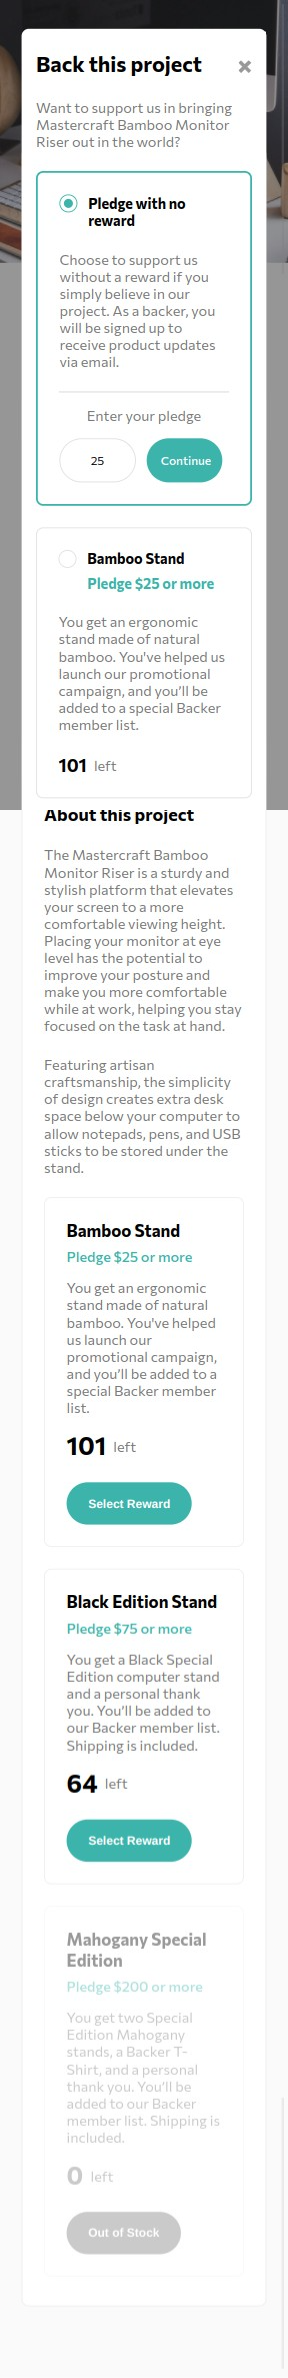 Back this project
Want to support us in bringing
Mastercraft Bamboo Monitor
Riser out in the world?
Pledge with no
reward
Choose to support us
without a reward if you
simply believe in our
project. As a backer, you
will be signed up to
receive product updates
via email.
Enter your pledge
25
Continue
Bamboo Stand
Pledge $25 or more
You get an ergonomic
stand made of natural
bamboo. You've helped us
launch our promotional
campaign, and you’ll be
added to a special Backer
member list.
101 left
About this project
The Mastercraft Bamboo
Monitor Riser is a sturdy and
stylish platform that elevates
your screen to a more
comfortable viewing height.
Placing your monitor at eye
level has the potential to
improve your posture and
make you more comfortable
while at work, helping you stay
focused on the task at hand.
Featuring artisan
craftsmanship, the simplicity
of design creates extra desk
space below your computer to
allow notepads, pens, and USB
sticks to be stored under the
stand.
Bamboo Stand
Pledge $25 or more
You get an ergonomic
stand made of natural
bamboo. You've helped
us launch our
promotional campaign,
and you’ll be added to a
special Backer member
list.
101 left
Select Reward
Black Edition Stand
Pledge $75 or more
You get a Black Special
Edition computer stand
and a personal thank
you. You’ll be added to
our Backer member list.
Shipping is included.
64 left
Select Reward
Mahogany Special
Edition
Pledge $200 or more
You get two Special
Edition Mahogany
stands, a Backer T-
Shirt, and a personal
thank you. You’ll be
added to our Backer
member list. Shipping is
included.
0 left
Out of Stock